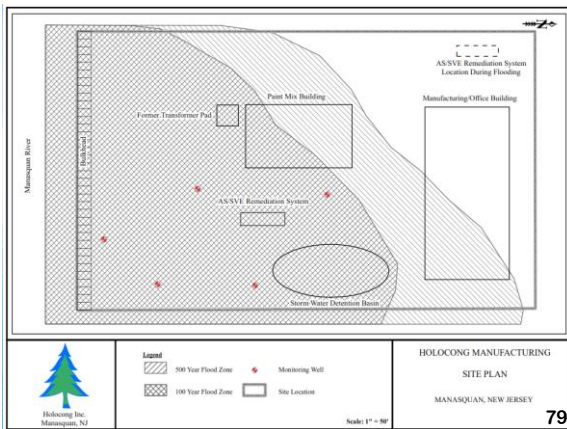 AS/SVE Remediation System
Location During Flooding
Paint Mix Building
Manufacturing/Office Building
Former Transformer Pad
Bulkhead
Manasquan River
AS/SVE Remediation System
Storm Water Detention Basin
Holocong Inc.
Manasquan, NJ
Legend
500 Year Flood Zone
Monitoring Well
100 Year Flood Zone
Site Location
Scale: 1" = 50'
HOLOCONG MANUFACTURING
SITE PLAN
MANASQUAN, NEW JERSEY
79